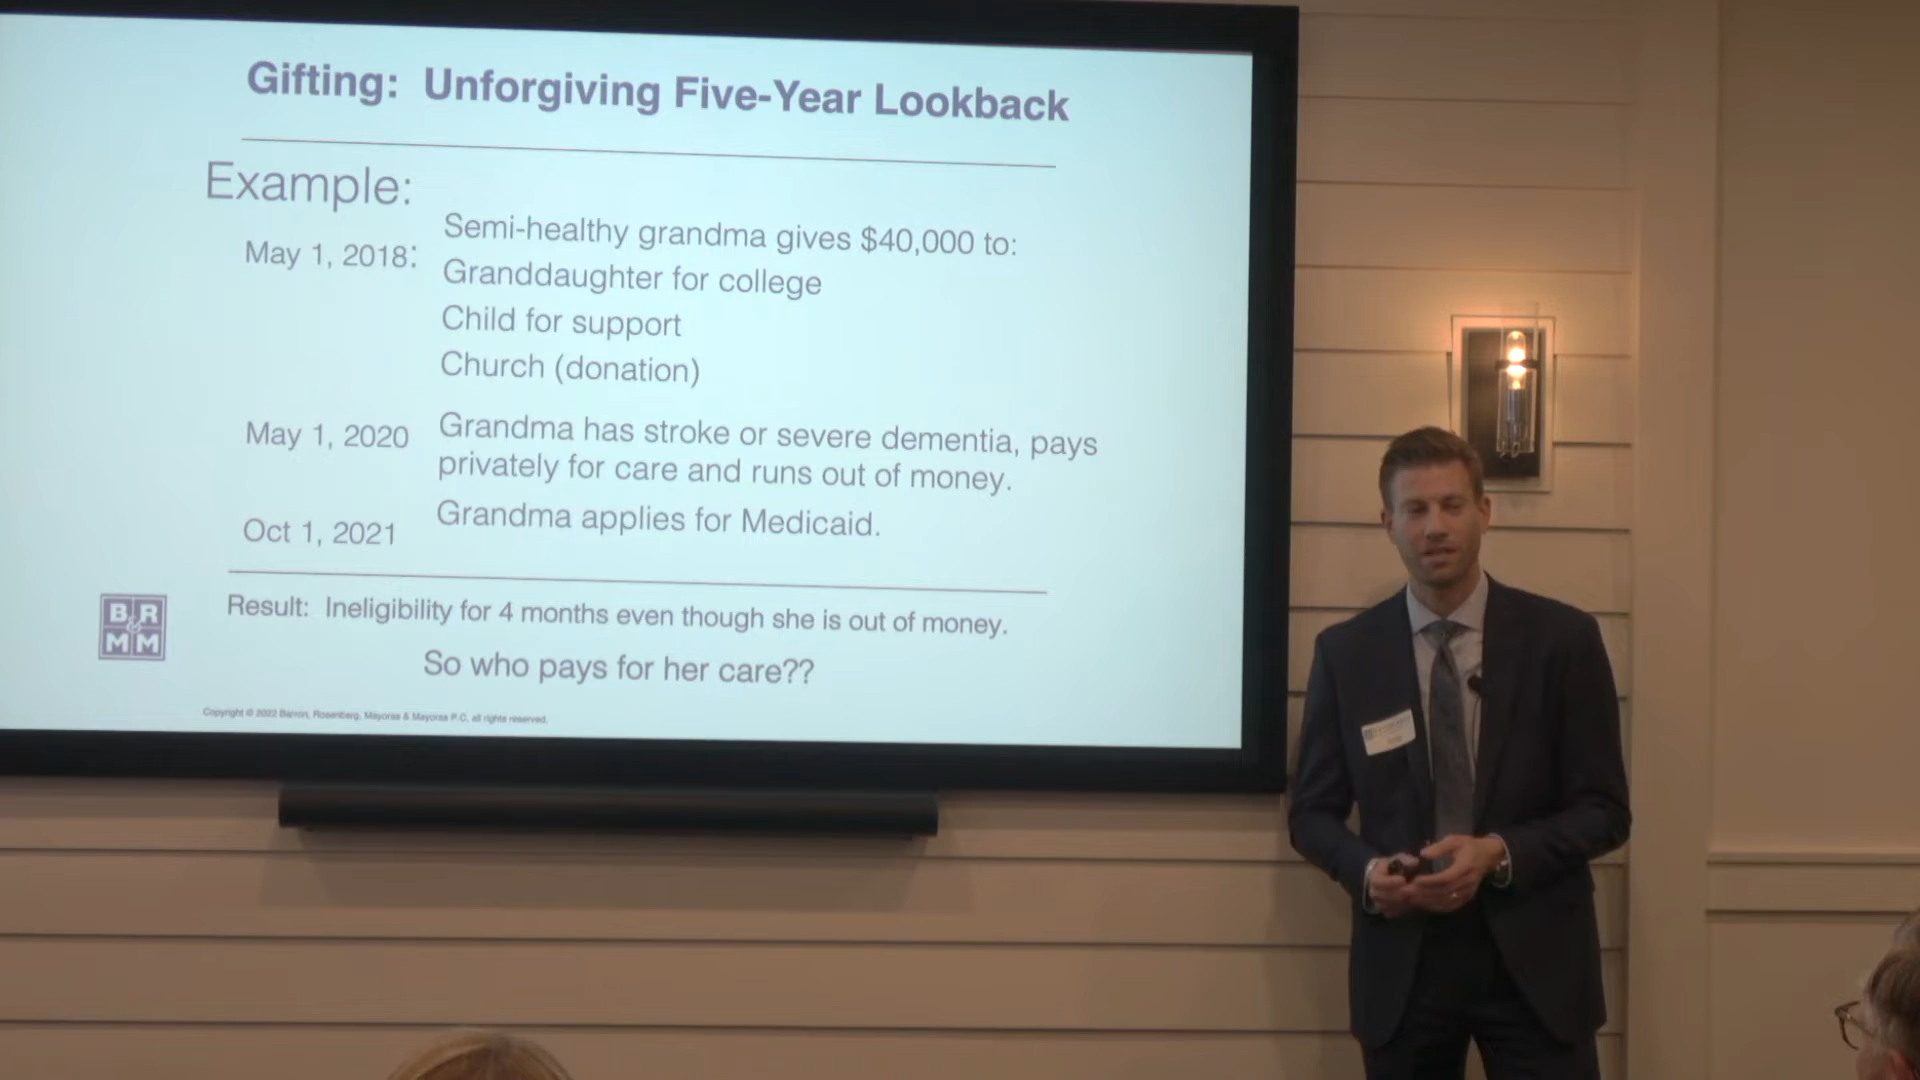 Gifting: Unforgiving Five-Year Lookback
Example:
May 1, 2018:
Semi-healthy grandma gives $40,000 to:
Granddaughter for college
Child for support
Church (donation)
May 1, 2020
Grandma has stroke or severe dementia, pays
privately for care and runs out of money.
Oct 1, 2021
Grandma applies for Medicaid.
Result: Ineligibility for 4 months even though she is out of money.
So who pays for her care??
B R
&
M M
Copyright © 2022 Barron, Rosenberg, Mayoras & Mayoras P.C, all rights reserved.